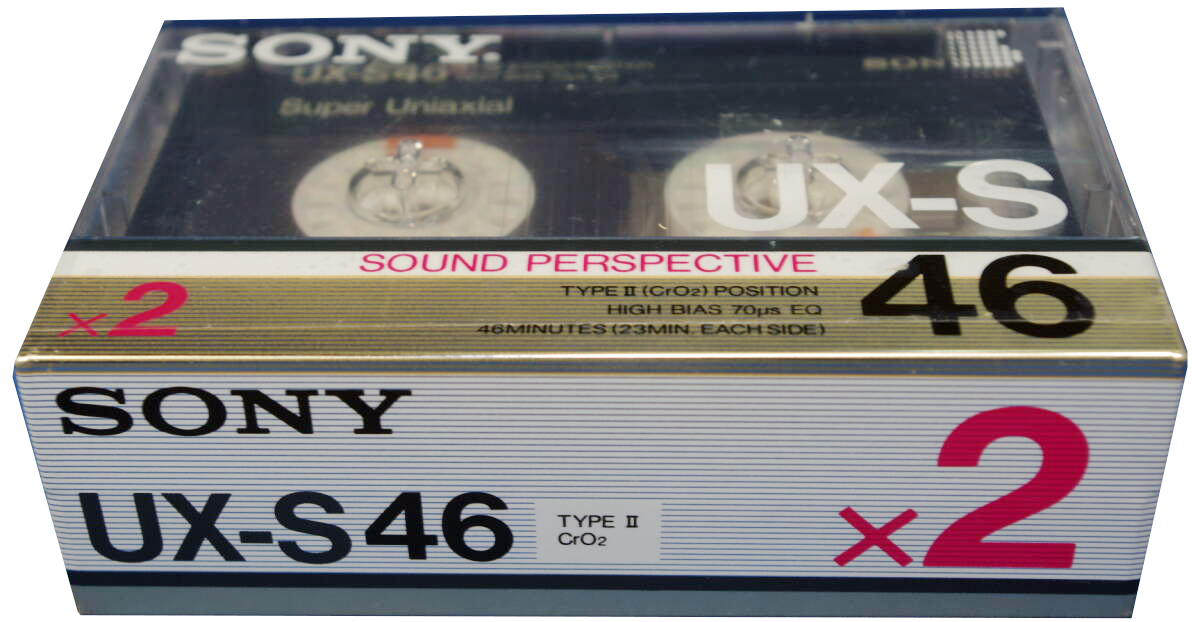 SONY.
UX-S40
Super Uniaxial
SON
UX-S
SOUND PERSPECTIVE
TYPE II (CrO2) POSITION
HIGH BIAS 70μs EQ
46MINUTES (23MIN. EACH SIDE)
46
×2
SONY
UX-S46
TYPE II
CrO2
×2